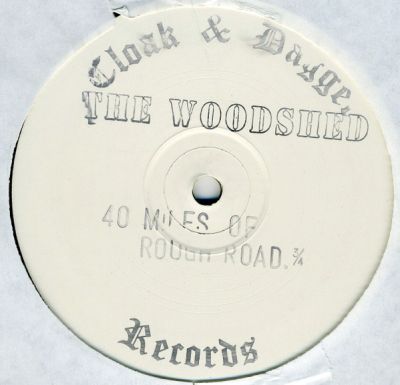 Cloak & Dagger
THE WOODSHED
40 MILES OF
ROUGH ROAD. ¾
Records